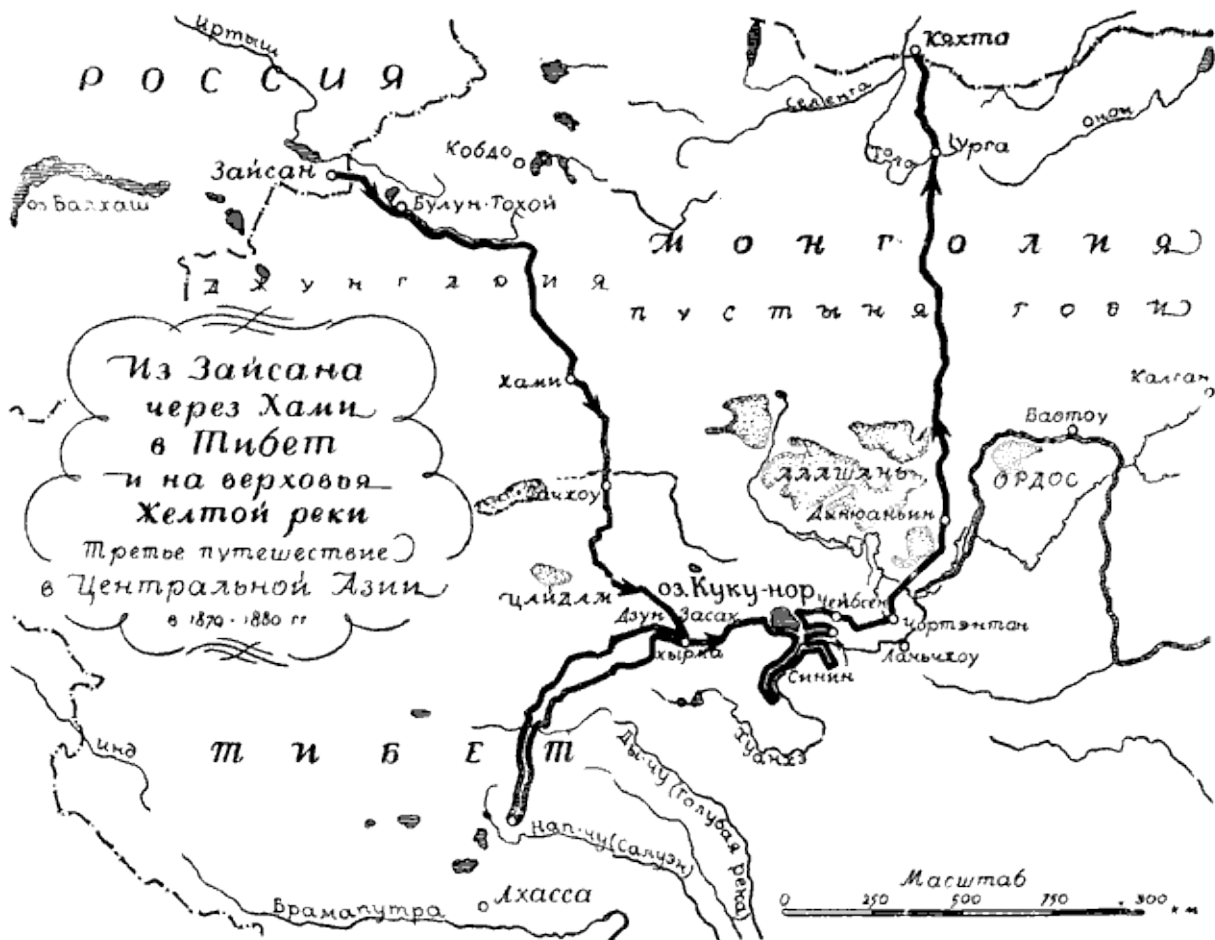 Иртыш
РОССИЯ
Кяхта
Селенга
Онон
Тола
Урга
Кобдо
Зайсан
оз. Балхаш
Булун-Тохой
МОНГОЛИЯ
ДЖУНГАРИЯ
ПУСТЫНЯ ГОБИ
Из Зайсана
через Хами
в Тибет
и на верховья
Желтой реки
Третье путешествие
в Центральной Азии
в 1870-1880 гг
Хами
Калган
Баотоу
ОРДОС
АЛАШАНЬ
Дынюаньин
ЦАЙДАМ
оз. Куку-нор
Чейбсен
Дзун Засак
хырма
Чортэнтан
Ланьчжоу
Синин
Хуанхэ
Инд
ТИБЕТ
Ды-чу (Голубая река)
Нап-чу (Салуэн)
Лхасса
Брамапутра
Масштаб
0 250 500 750 800 км